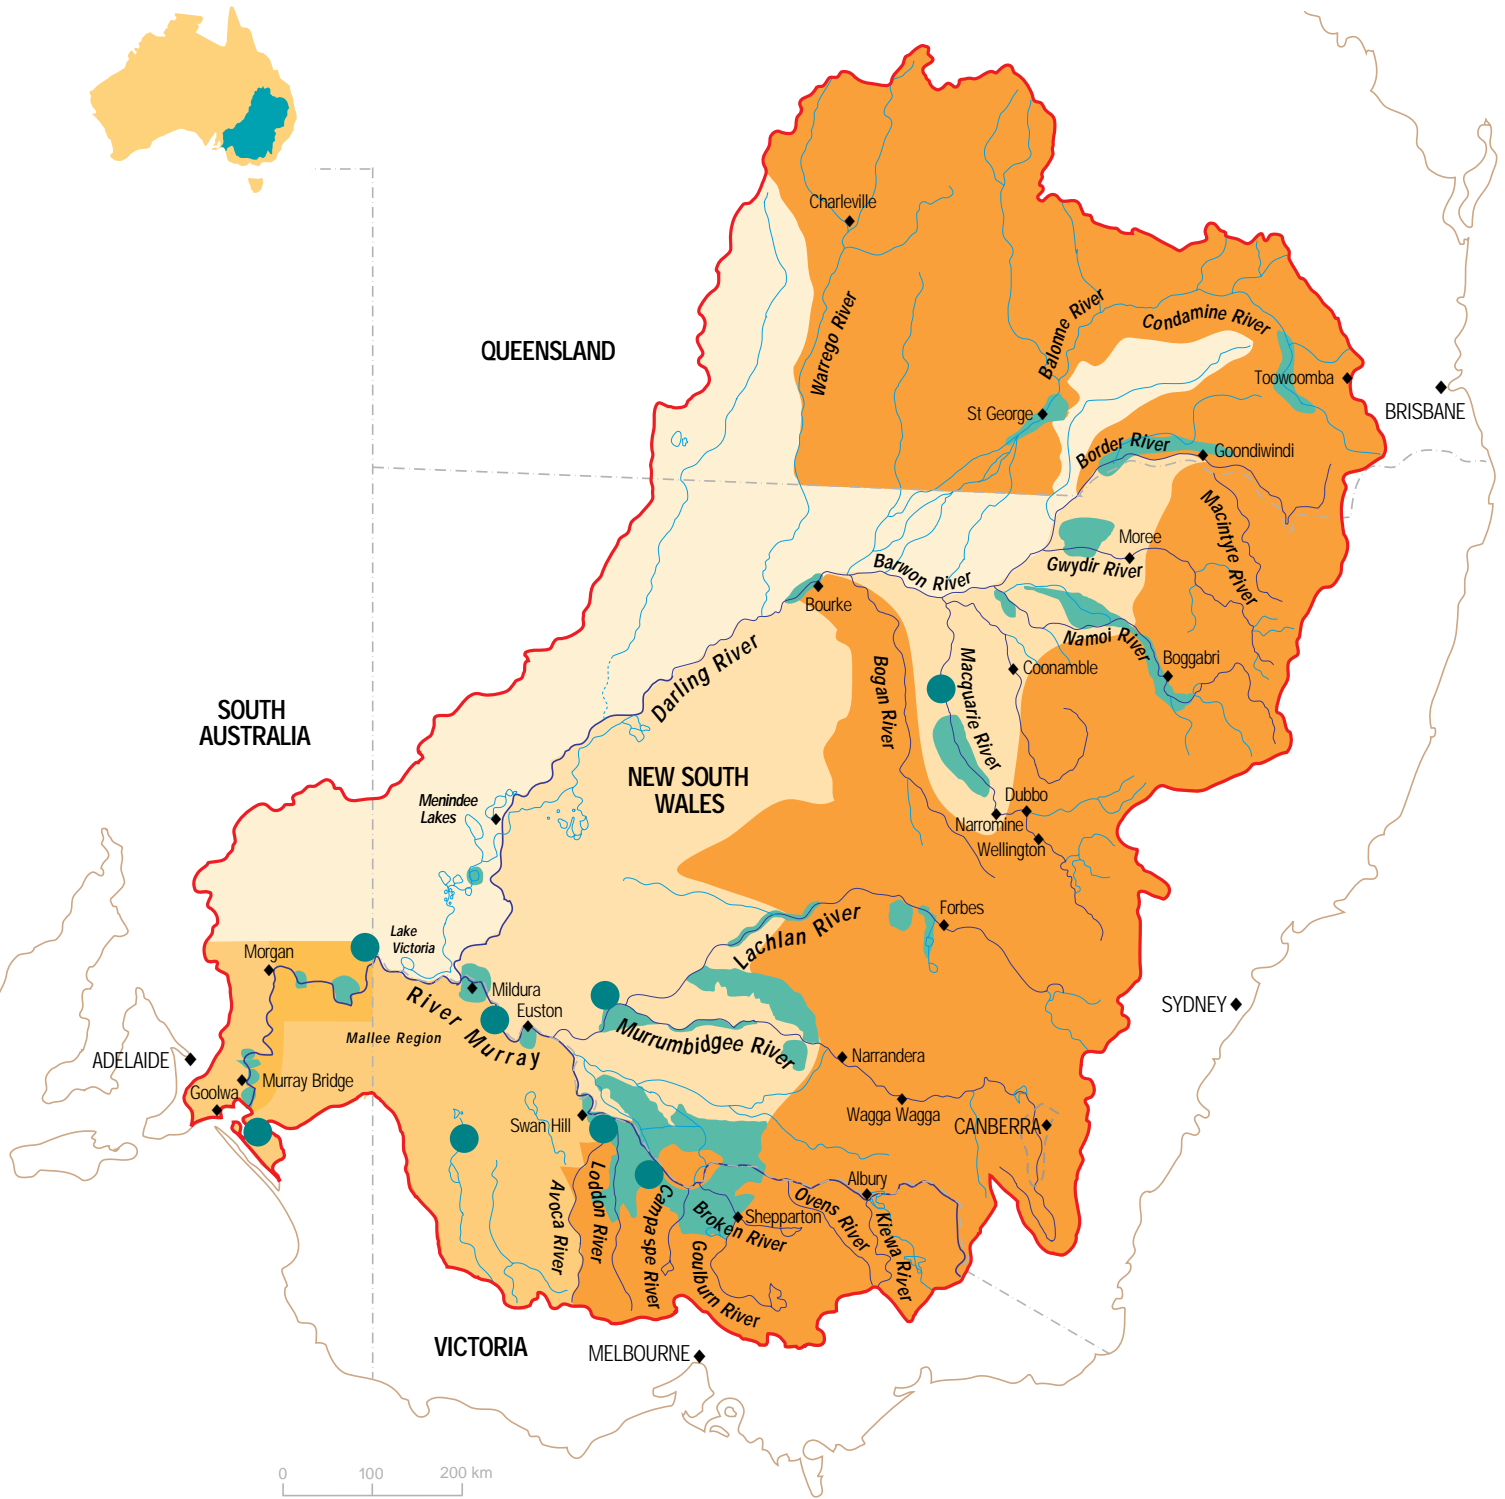 Charleville
Warrego River
Balonne River
Condamine River
QUEENSLAND
Toowoomba
BRISBANE
St George
Border River
Goondiwindi
Macintyre River
Moree
Gwydir River
Barwon River
Bourke
Namoi River
Boggabri
Darling River
Bogan River
Macquarie River
Coonamble
SOUTH
AUSTRALIA
NEW SOUTH
WALES
Menindee
Lakes
Dubbo
Narromine
Wellington
Lachlan River
Forbes
Lake
Victoria
Morgan
Mildura
Euston
River Murray
Mallee Region
Murrumbidgee River
SYDNEY
ADELAIDE
Narrandera
Murray Bridge
Goolwa
Wagga Wagga
Swan Hill
CANBERRA
Avoca River
Loddon River
Campaspe River
Broken River
Shepparton
Goulburn River
Ovens River
Albury
Kiewa River
VICTORIA
MELBOURNE
0 100 200 km